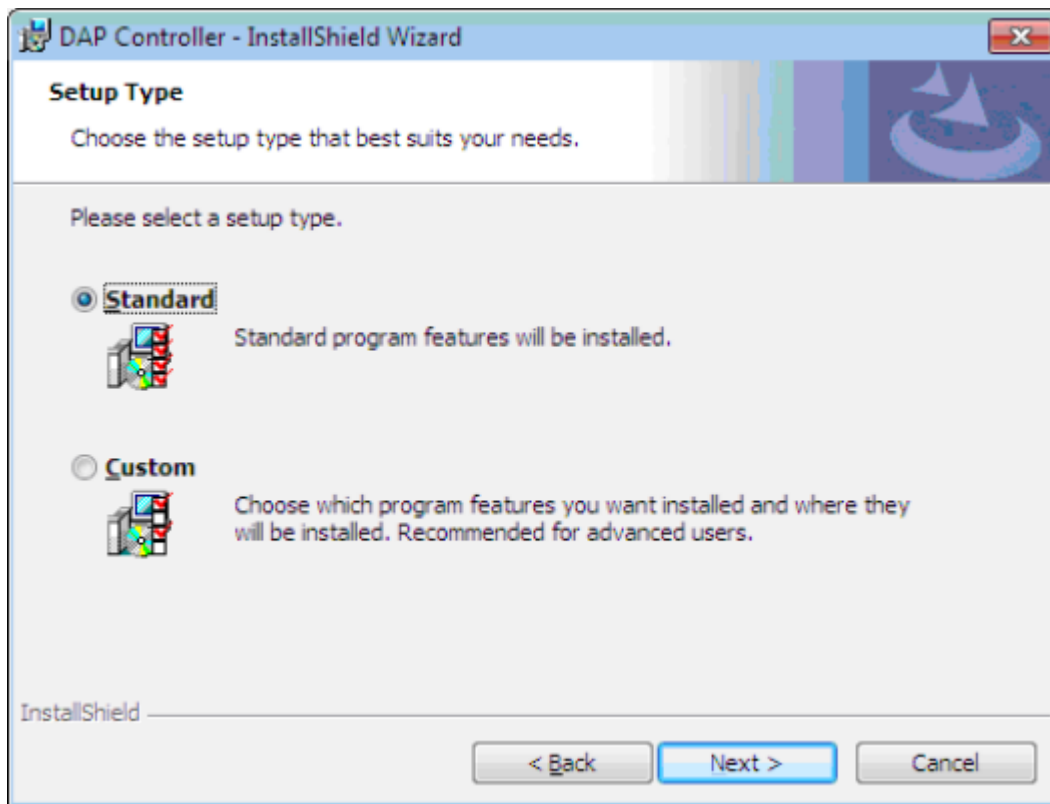 DAP Controller - InstallShield Wizard
Setup Type
Choose the setup type that best suits your needs.
Please select a setup type.
Standard
Standard program features will be installed.
Custom
Choose which program features you want installed and where they
will be installed. Recommended for advanced users.
InstallShield
< Back
Next >
Cancel